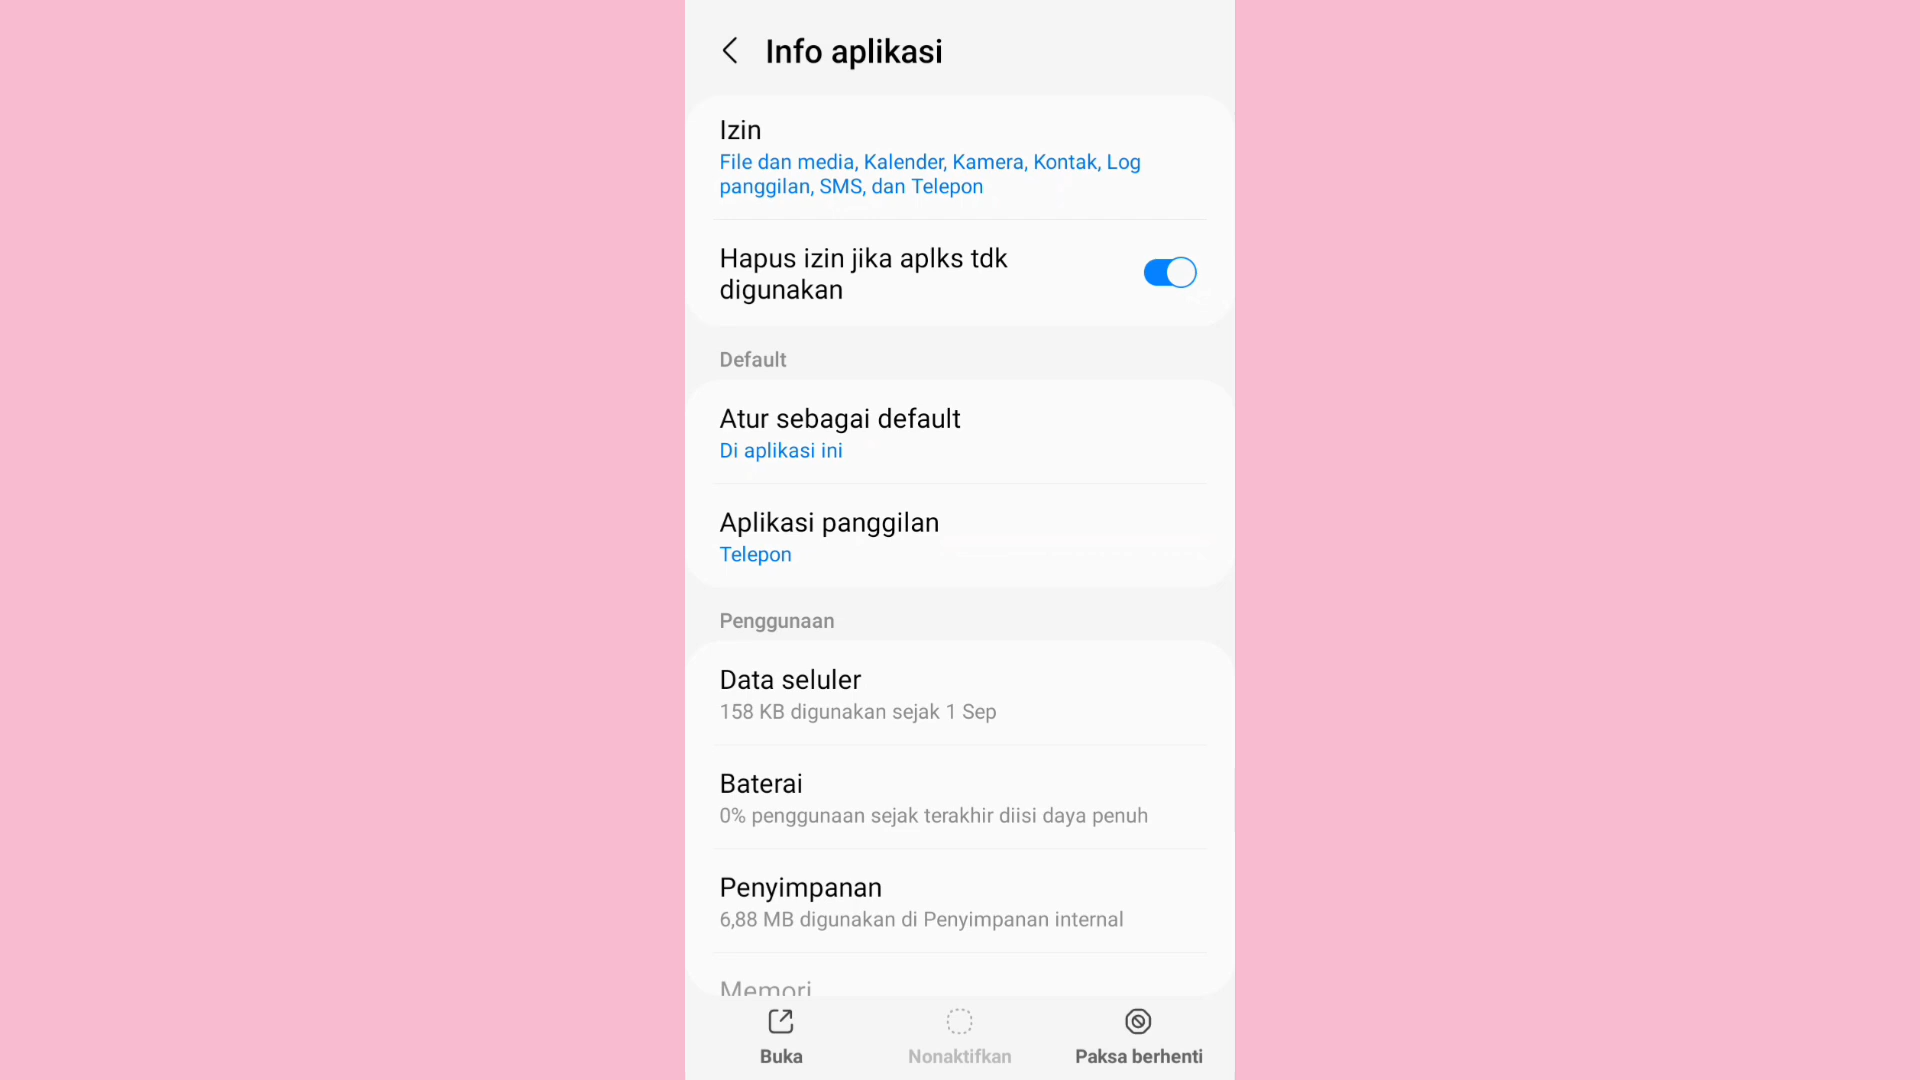 Info aplikasi
Izin
File dan media, Kalender, Kamera, Kontak, Log
panggilan, SMS, dan Telepon
Hapus izin jika aplks tdk
digunakan
Default
Atur sebagai default
Di aplikasi ini
Aplikasi panggilan
Telepon
Penggunaan
Data seluler
158 KB digunakan sejak 1 Sep
Baterai
0% penggunaan sejak terakhir diisi daya penuh
Penyimpanan
6,88 MB digunakan di Penyimpanan internal
Memori
Buka
Nonaktifkan
Paksa berhenti